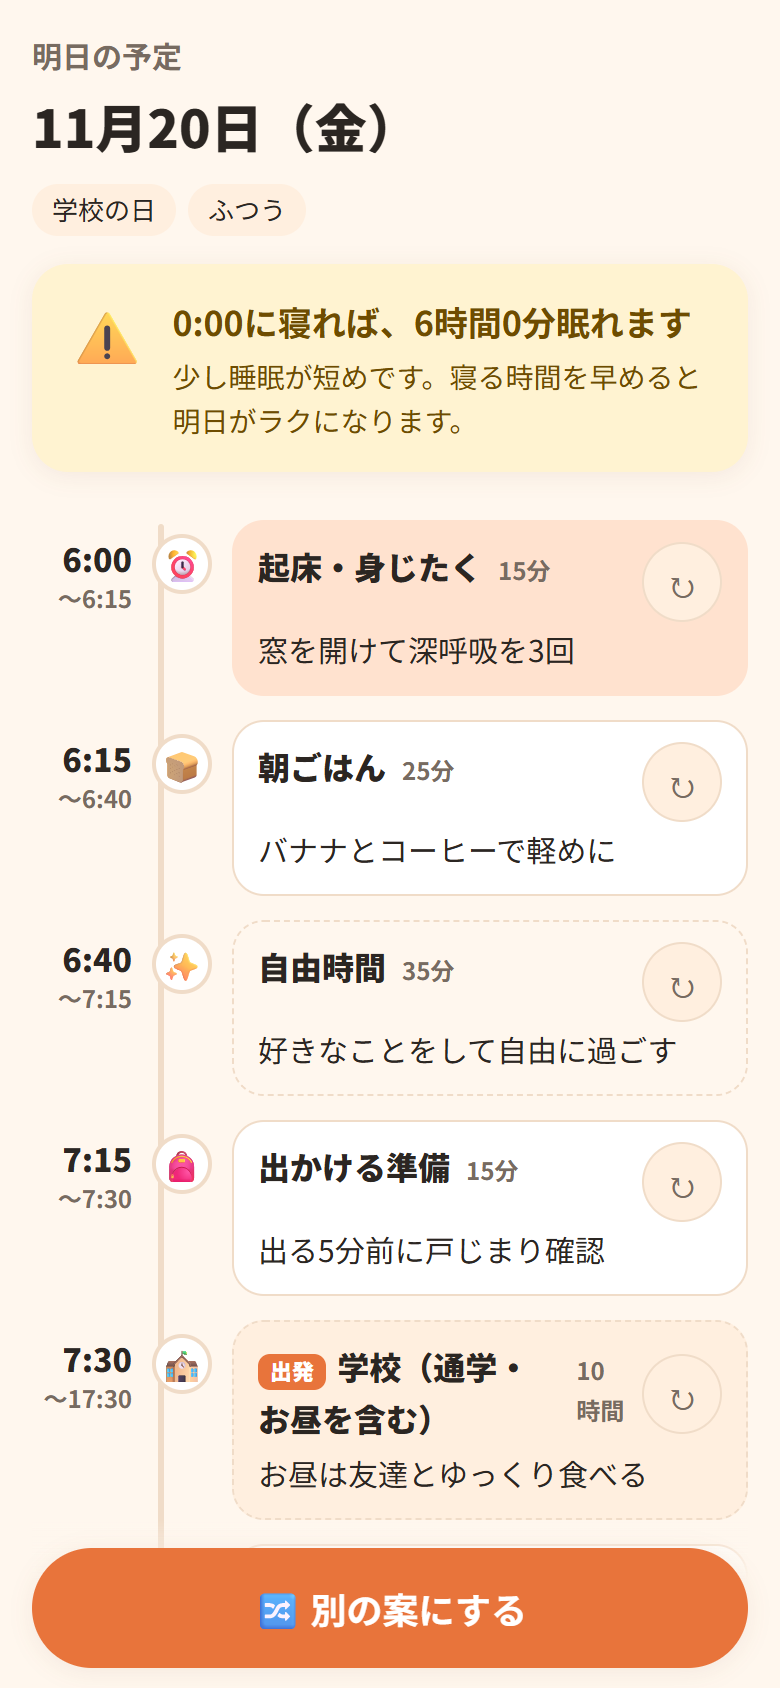 明日の予定
11月20日（金）
学校の日 ふつう
0:00に寝れば、6時間0分眠れます
少し睡眠が短めです。寝る時間を早めると
明日がラクになります。
6:00
〜6:15
起床・身じたく 15分
窓を開けて深呼吸を3回
6:15
〜6:40
朝ごはん 25分
バナナとコーヒーで軽めに
6:40
〜7:15
自由時間 35分
好きなことをして自由に過ごす
7:15
〜7:30
出かける準備 15分
出る5分前に戸じまり確認
7:30
〜17:30
出発 学校（通学・ 10
お昼を含む） 時間
お昼は友達とゆっくり食べる
別の案にする